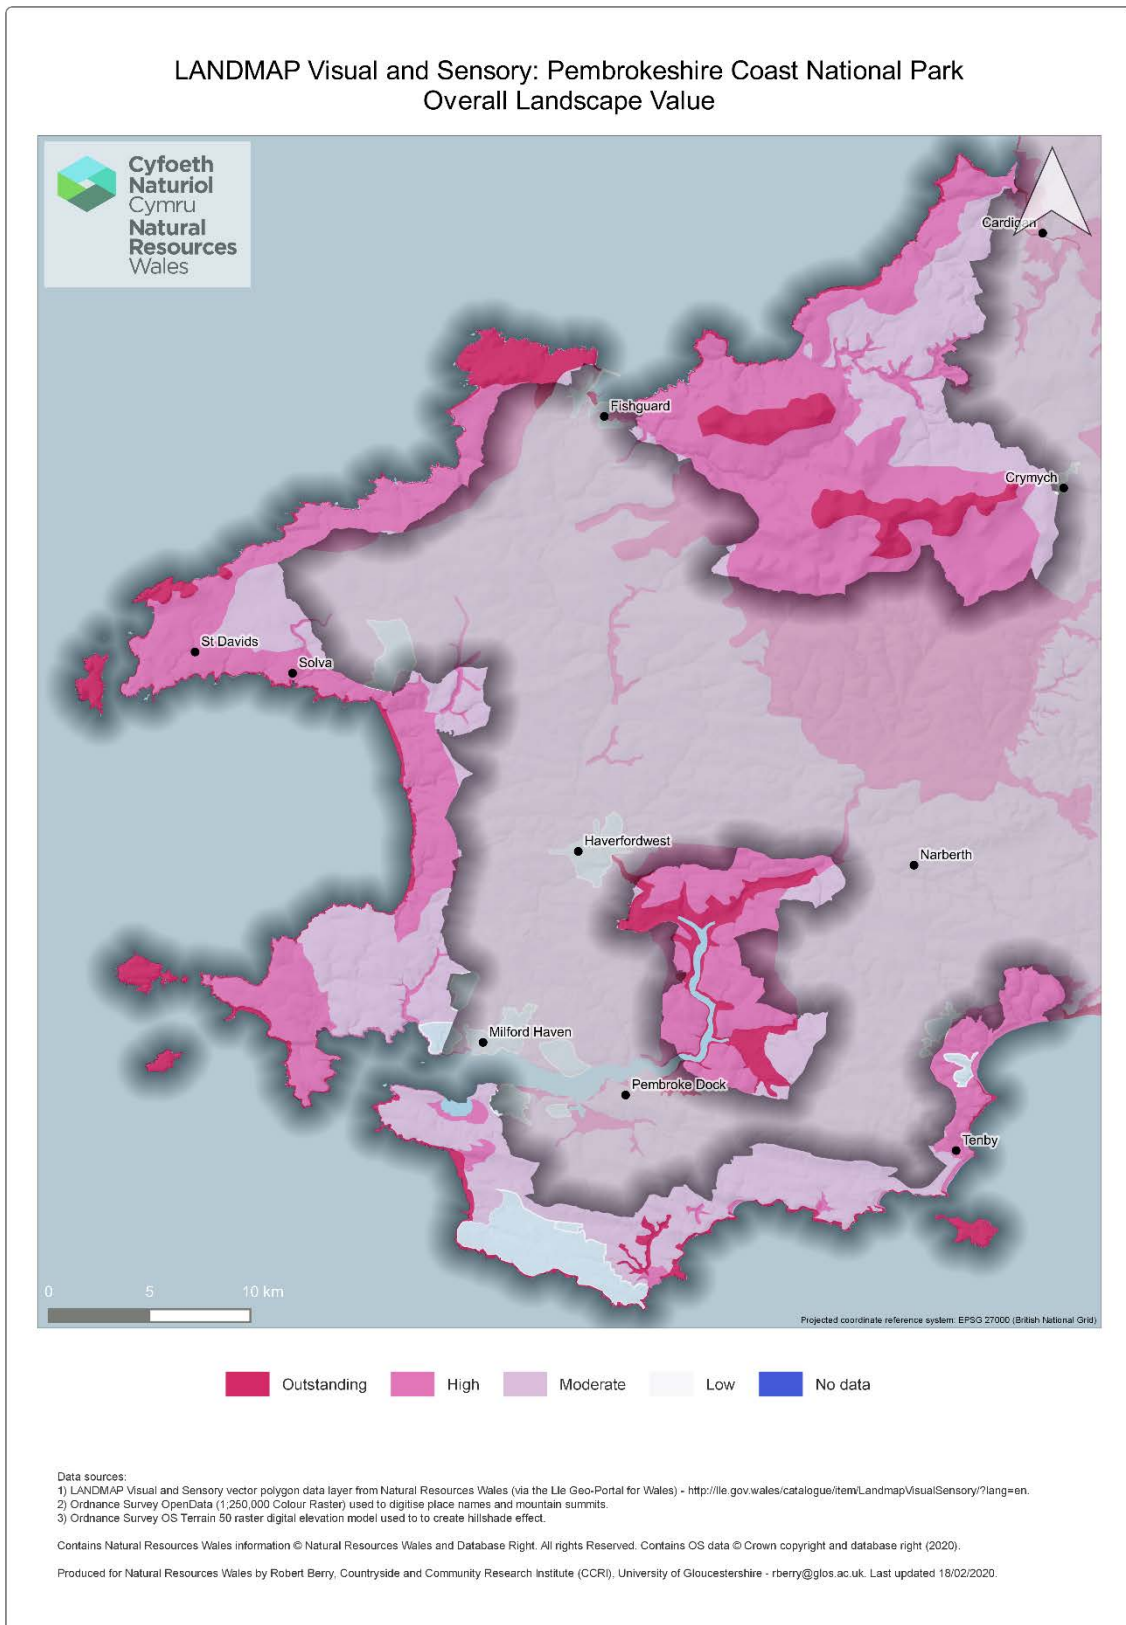 LANDMAP Visual and Sensory: Pembrokeshire Coast National Park
Overall Landscape Value
Cyfoeth
Naturiol
Cymru
Natural
Resources
Wales
Cardigan
Fishguard
Crymych
St Davids
Solva
Haverfordwest
Narberth
Milford Haven
Pembroke Dock
Tenby
0 5 10 km
Projected coordinate reference system: EPSG 27000 (British National Grid)
Outstanding High Moderate Low No data
Data sources:
1) LANDMAP Visual and Sensory vector polygon data layer from Natural Resources Wales (via the Lle Geo-Portal for Wales) - http://lle.gov.wales/catalogue/item/LandmapVisualSensory/?lang=en.
2) Ordnance Survey OpenData (1;250,000 Colour Raster) used to digitise place names and mountain summits.
3) Ordnance Survey OS Terrain 50 raster digital elevation model used to to create hillshade effect.
Contains Natural Resources Wales information © Natural Resources Wales and Database Right. All rights Reserved. Contains OS data © Crown copyright and database right (2020).
Produced for Natural Resources Wales by Robert Berry, Countryside and Community Research Institute (CCRI), University of Gloucestershire - rberry@glos.ac.uk. Last updated 18/02/2020.